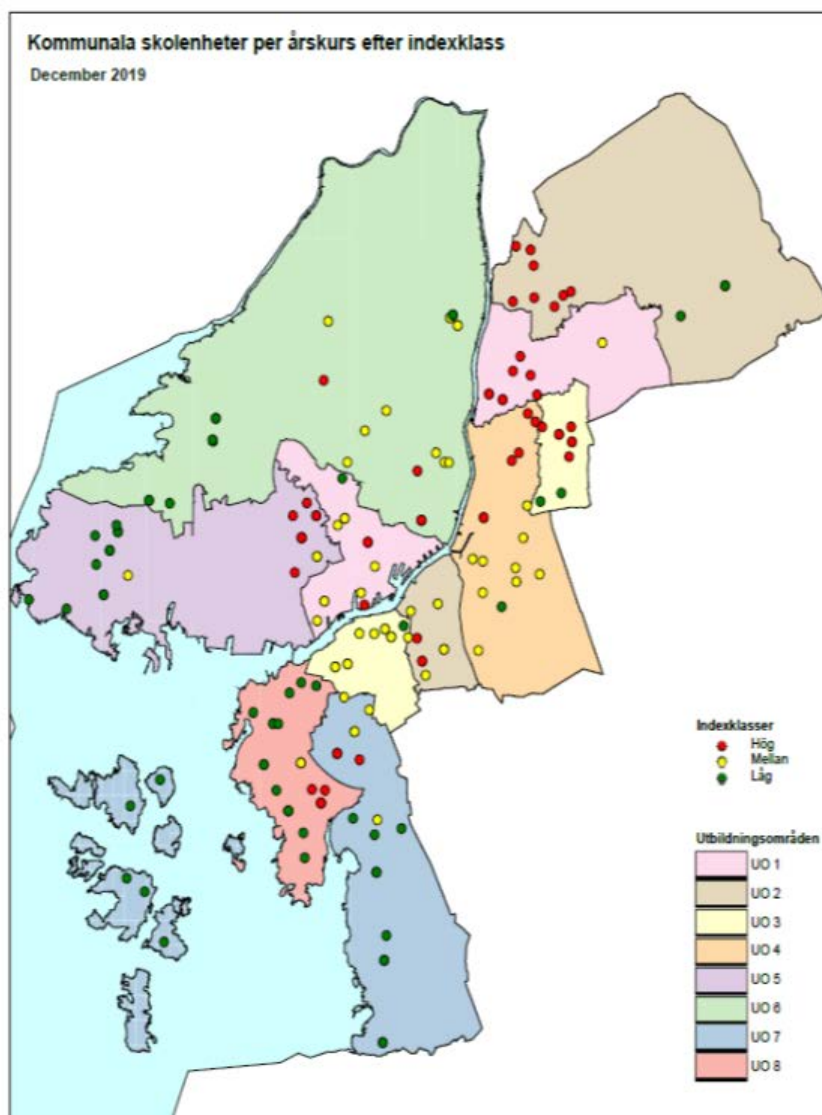 Kommunala skolenheter per årskurs efter indexklass
December 2019
Indexklasser
Hög
Mellan
Låg
Utbildningsområden
UO 1
UO 2
UO 3
UO 4
UO 5
UO 6
UO 7
UO 8